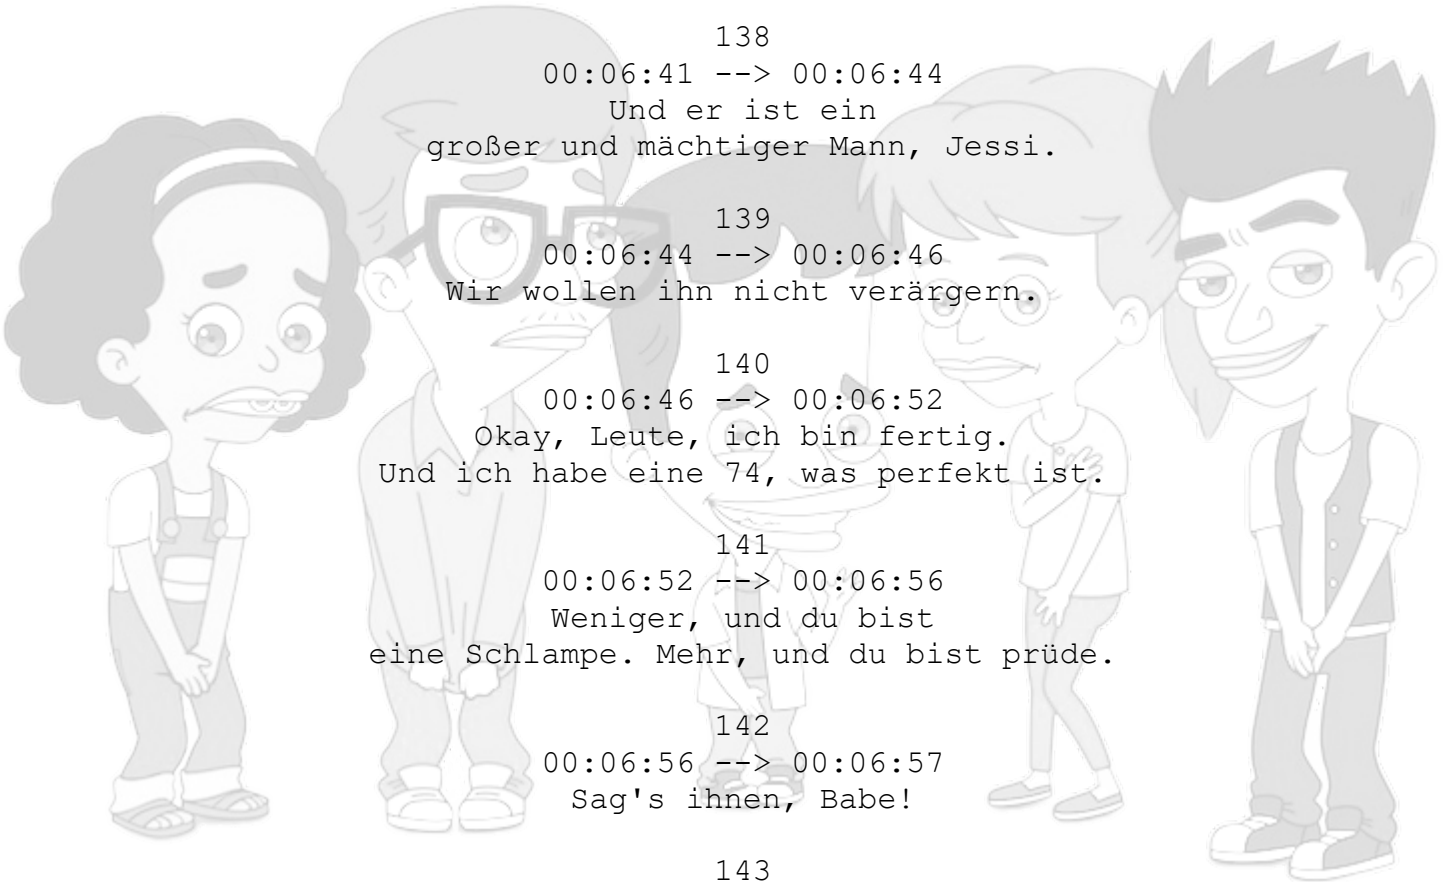 138
00:06:41 --> 00:06:44
Und er ist ein
großer und mächtiger Mann, Jessi.
139
00:06:44 --> 00:06:46
Wir wollen ihn nicht verärgern.
140
00:06:46 --> 00:06:52
Okay, Leute, ich bin fertig.
Und ich habe eine 74, was perfekt ist.
141
00:06:52 --> 00:06:56
Weniger, und du bist
eine Schlampe. Mehr, und du bist prüde.
142
00:06:56 --> 00:06:57
Sag's ihnen, Babe!
143